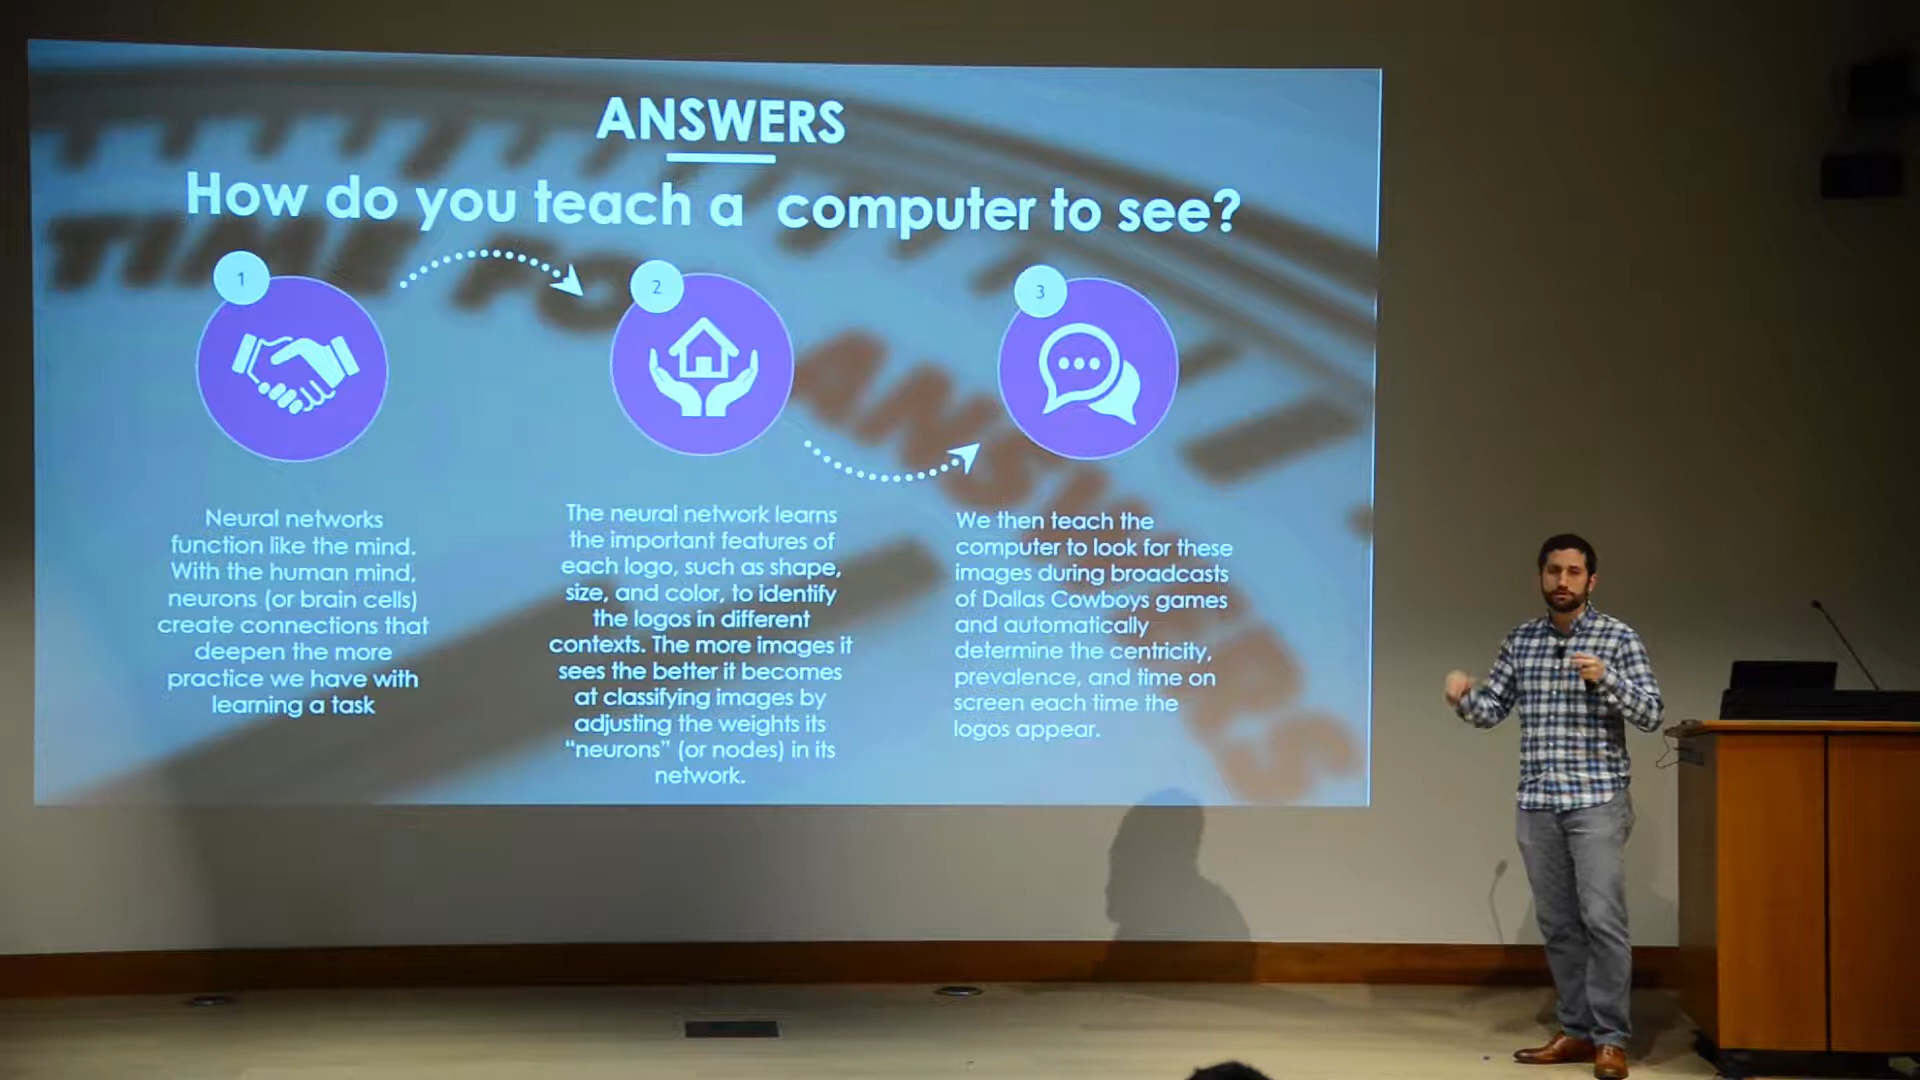 ANSWERS
How do you teach a computer to see?
TIME FO
ANSWERS
1
2
3
Neural networks
function like the mind.
With the human mind,
neurons (or brain cells)
create connections that
deepen the more
practice we have with
learning a task
The neural network learns
the important features of
each logo, such as shape,
size, and color, to identify
the logos in different
contexts. The more images it
sees the better it becomes
at classifying images by
adjusting the weights its
“neurons” (or nodes) in its
network.
We then teach the
computer to look for these
images during broadcasts
of Dallas Cowboys games
and automatically
determine the centricity,
prevalence, and time on
screen each time the
logos appear.